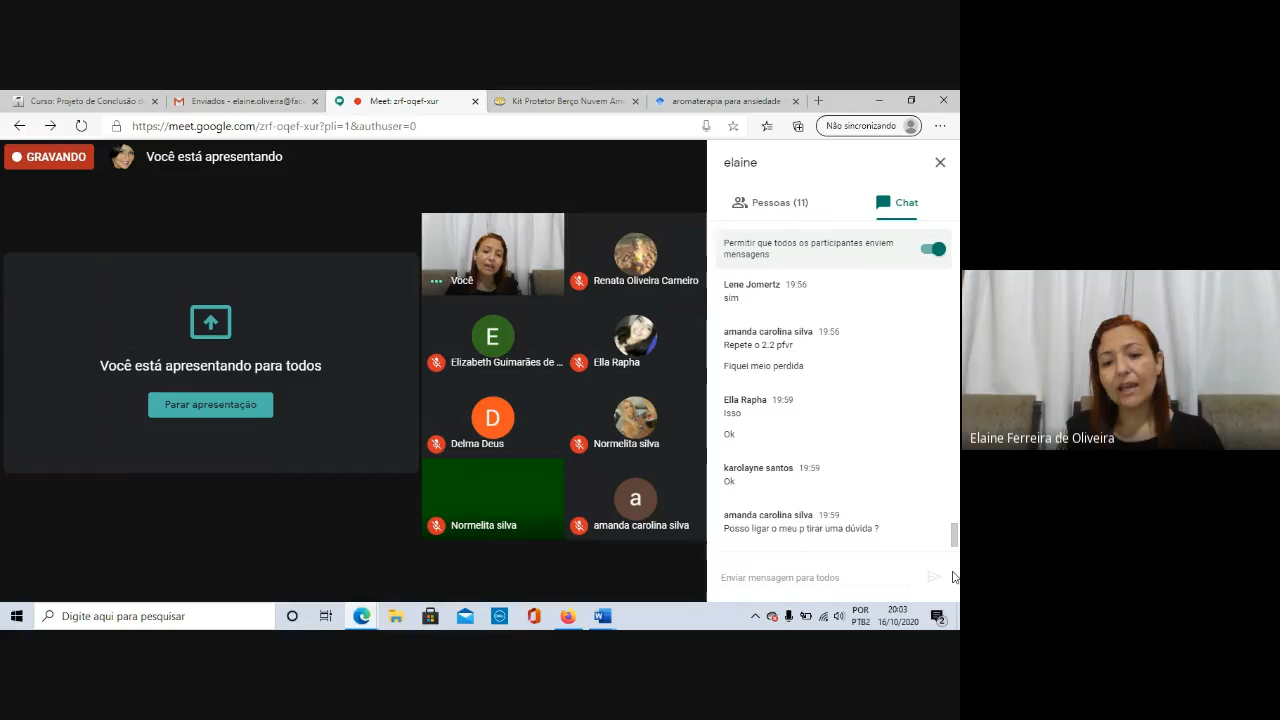 Curso: Projeto de Conclusão d
Enviados - elaine.oliveira@fac
Meet: zrf-oqef-xur
Kit Protetor Berço Nuvem Am
aromaterapia para ansiedade
https://meet.google.com/zrf-oqef-xur?pli=1&authuser=0
Não sincronizando
GRAVANDO
Você está apresentando
Você está apresentando para todos
Parar apresentação
Você
Renata Oliveira Carneiro
E
Elizabeth Guimarães de ...
Ella Rapha
D
Delma Deus
Normelita silva
Normelita silva
a
amanda carolina silva
elaine
Pessoas (11)
Chat
Permitir que todos os participantes enviem
mensagens
Lene Jomertz 19:56
sim
amanda carolina silva 19:56
Repete o 2.2 pfvr
Fiquei meio perdida
Ella Rapha 19:59
Isso
Ok
karolayne santos 19:59
Ok
amanda carolina silva 19:59
Posso ligar o meu p tirar uma dúvida ?
Enviar mensagem para todos
Elaine Ferreira de Oliveira
Digite aqui para pesquisar
POR
PTB2
20:03
16/10/2020
2